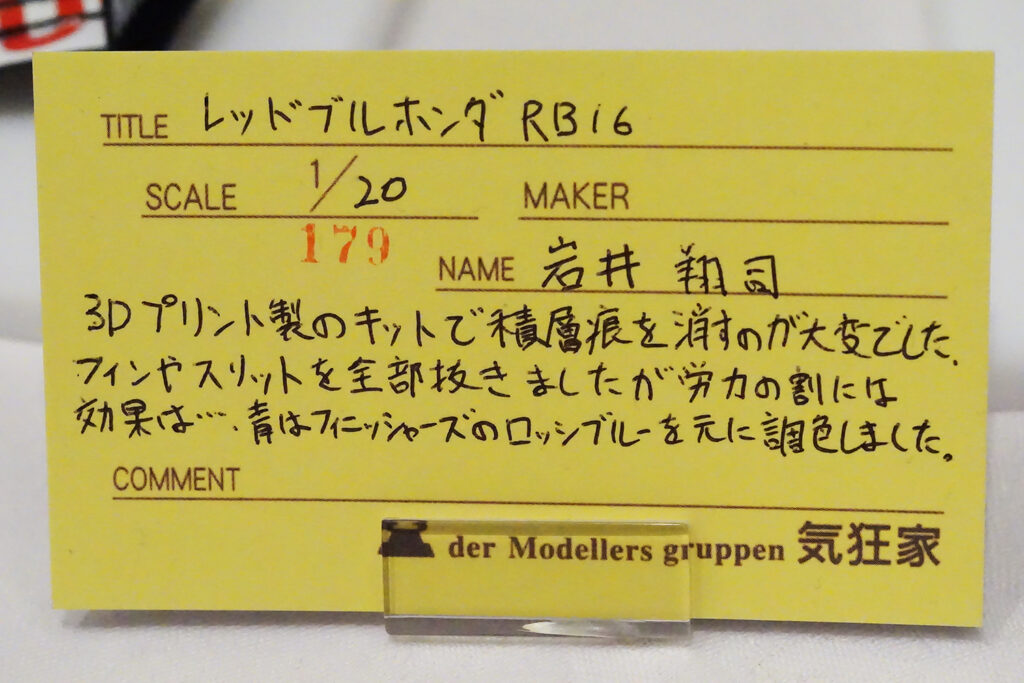 TITLE レッドブルホンダ RB16
SCALE 1/20 MAKER
179
NAME 岩井 翔司
3Dプリント製のキットで積層痕を消すのが大変でした.
フィンやスリットを全部抜きましたが労力の割には
効果は…. 青はフィニッシャーズのロッシブルーを元に調色しました。
COMMENT
der Modellers gruppen 気狂家